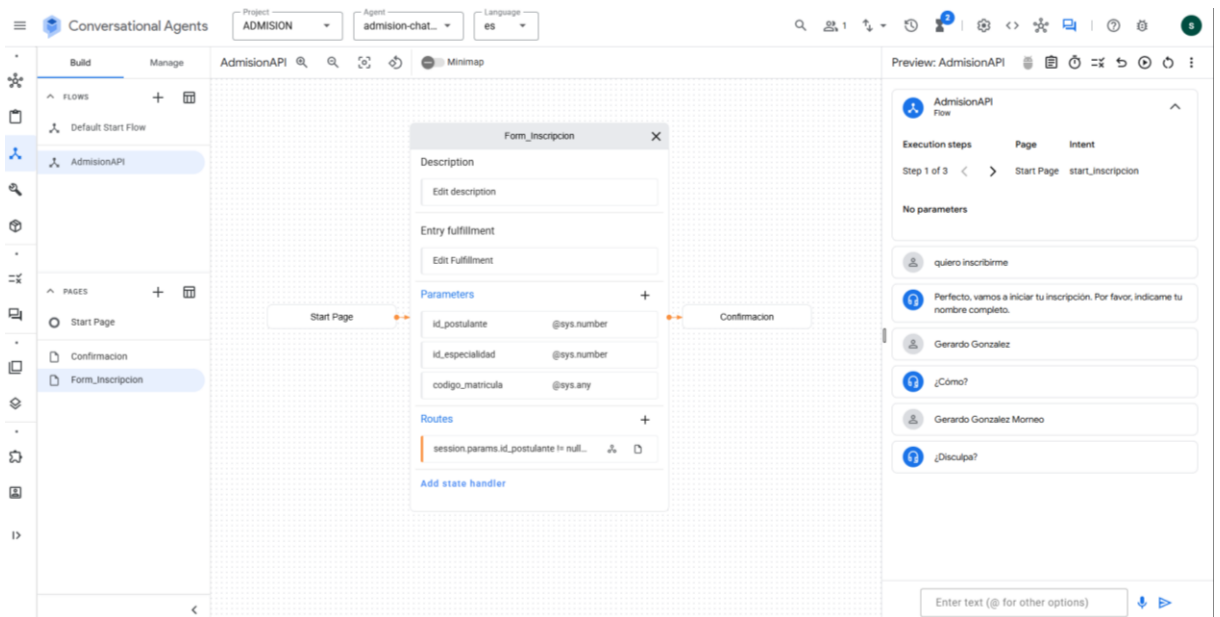 Conversational Agents
Project
ADMISION
Agent
admision-chat...
Language
es
1
2
S
Build
Manage
AdmisionAPI
Minimap
Preview: AdmisionAPI
FLOWS
Default Start Flow
AdmisionAPI
PAGES
Start Page
Confirmacion
Form_Inscripcion
Start Page
Form_Inscripcion
Description
Edit description
Entry fulfillment
Edit Fulfillment
Parameters
id_postulante @sys.number
id_especialidad @sys.number
codigo_matricula @sys.any
Routes
session.params.id_postulante != null...
Add state handler
Confirmacion
AdmisionAPI
Flow
Execution steps Page Intent
Step 1 of 3 Start Page start_inscripcion
No parameters
quiero inscribirme
Perfecto, vamos a iniciar tu inscripción. Por favor, indícame tu
nombre completo.
Gerardo Gonzalez
¿Cómo?
Gerardo Gonzalez Morneo
¿Disculpa?
Enter text (@ for other options)